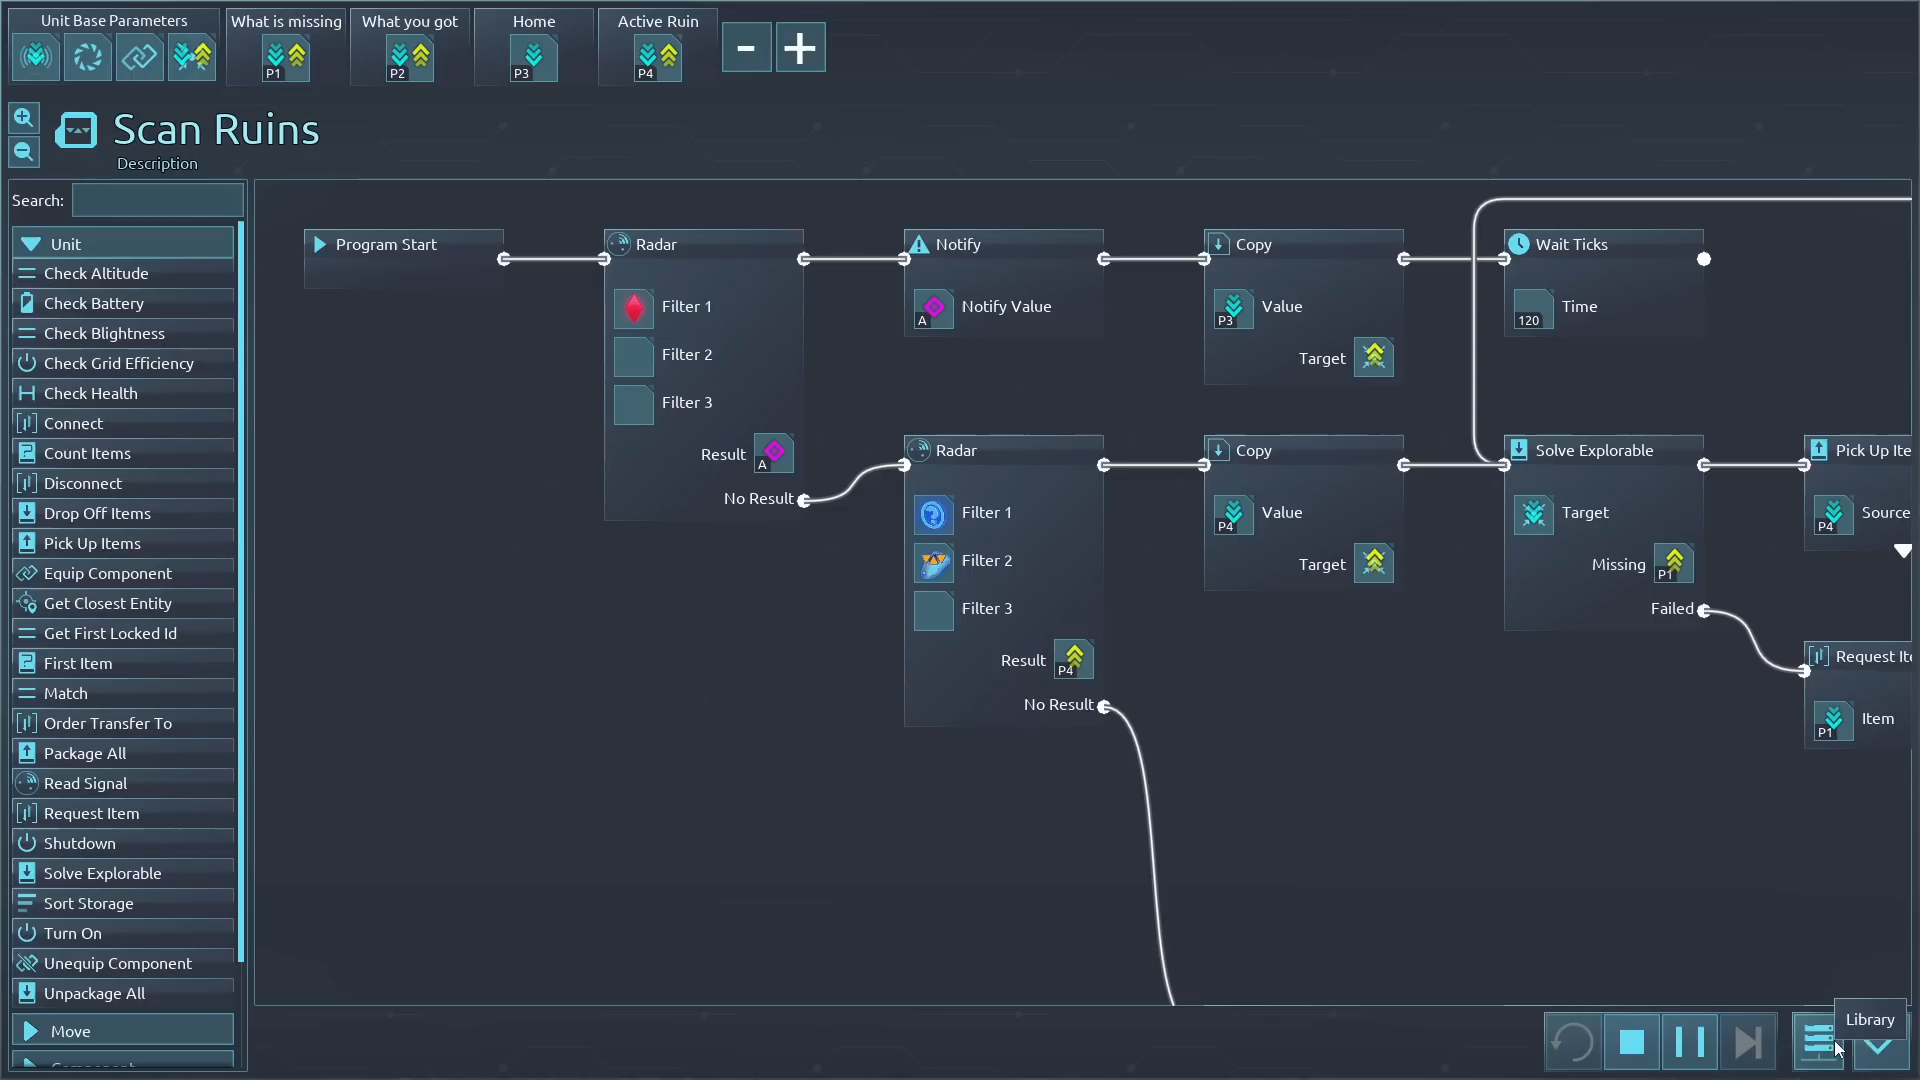 Unit Base Parameters
What is missing
P1
What you got
P2
Home
P3
Active Ruin
P4
- +
Scan Ruins
Description
Search:
Unit
Check Altitude
Check Battery
Check Blightness
Check Grid Efficiency
Check Health
Connect
Count Items
Disconnect
Drop Off Items
Pick Up Items
Equip Component
Get Closest Entity
Get First Locked Id
First Item
Match
Order Transfer To
Package All
Read Signal
Request Item
Shutdown
Solve Explorable
Sort Storage
Turn On
Unequip Component
Unpackage All
Move
Program Start
Radar
Filter 1
Filter 2
Filter 3
Result
A
No Result
Notify
A
Notify Value
Copy
P3
Value
Target
Wait Ticks
120
Time
Radar
Filter 1
Filter 2
Filter 3
Result
P4
No Result
Copy
P4
Value
Target
Solve Explorable
Target
Missing
P1
Failed
Pick Up Ite
P4
Source
Request Ite
P1
Item
Library